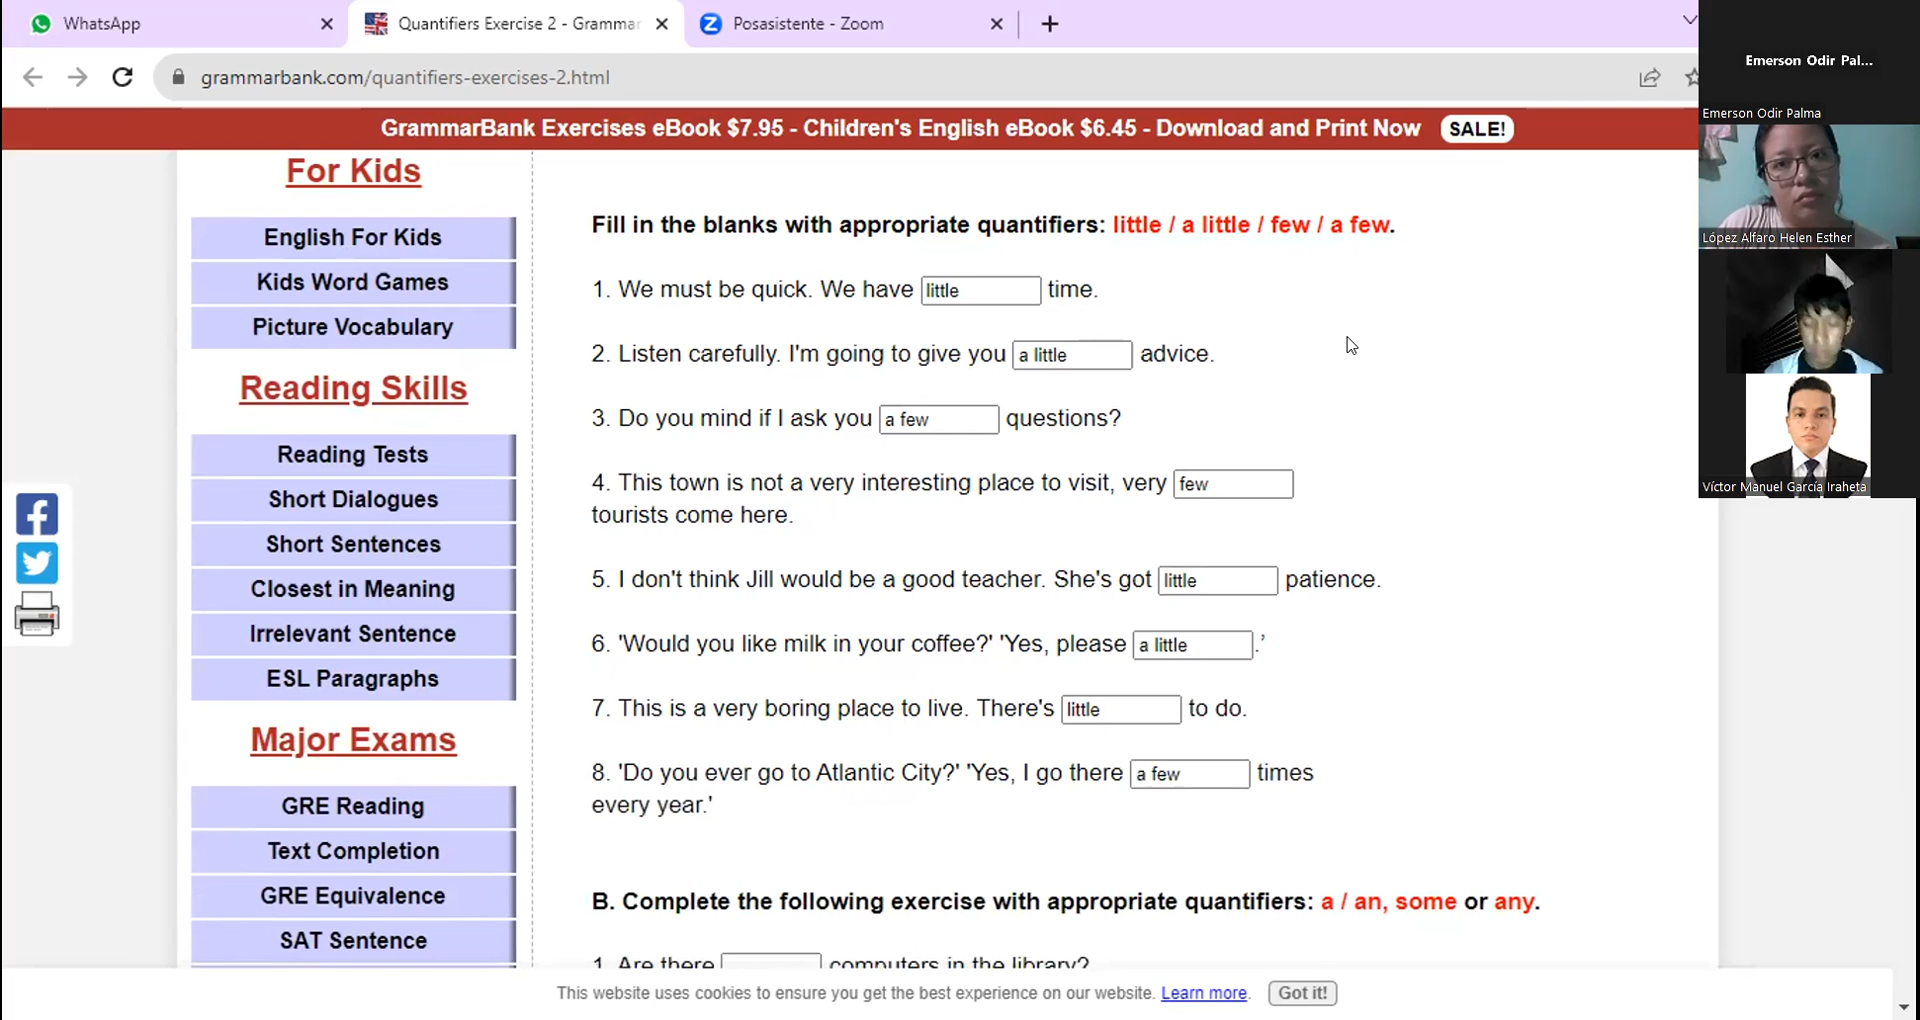 WhatsApp
Quantifiers Exercise 2 - Grammar
Posasistente - Zoom
grammarbank.com/quantifiers-exercises-2.html
GrammarBank Exercises eBook $7.95 - Children's English eBook $6.45 - Download and Print Now SALE!
For Kids
English For Kids
Kids Word Games
Picture Vocabulary
Reading Skills
Reading Tests
Short Dialogues
Short Sentences
Closest in Meaning
Irrelevant Sentence
ESL Paragraphs
Major Exams
GRE Reading
Text Completion
GRE Equivalence
SAT Sentence
Fill in the blanks with appropriate quantifiers: little / a little / few / a few.
1. We must be quick. We have little time.
2. Listen carefully. I'm going to give you a little advice.
3. Do you mind if I ask you a few questions?
4. This town is not a very interesting place to visit, very few
tourists come here.
5. I don't think Jill would be a good teacher. She's got little patience.
6. 'Would you like milk in your coffee?' 'Yes, please a little .’
7. This is a very boring place to live. There's little to do.
8. 'Do you ever go to Atlantic City?' 'Yes, I go there a few times
every year.'
B. Complete the following exercise with appropriate quantifiers: a / an, some or any.
1. Are there computers in the library?
This website uses cookies to ensure you get the best experience on our website. Learn more. Got it!
Emerson Odir Pal...
Emerson Odir Palma
López Alfaro Helen Esther
Víctor Manuel García Iraheta